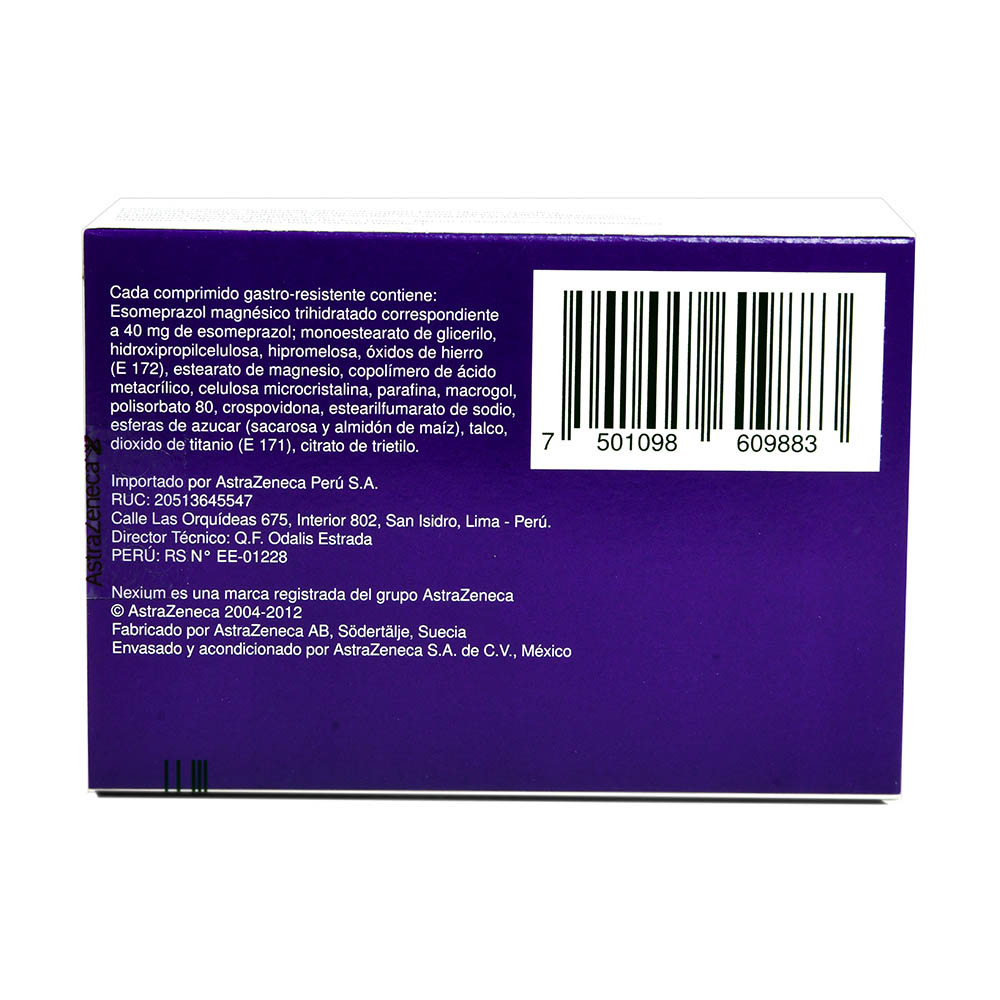 Cada comprimido gastro-resistente contiene:
Esomeprazol magnésico trihidratado correspondiente
a 40 mg de esomeprazol; monoestearato de glicerilo,
hidroxipropilcelulosa, hipromelosa, óxidos de hierro
(E 172), estearato de magnesio, copolímero de ácido
metacrílico, celulosa microcristalina, parafina, macrogol,
polisorbato 80, crospovidona, estearilfumarato de sodio,
esferas de azucar (sacarosa y almidón de maíz), talco,
dioxido de titanio (E 171), citrato de trietilo.
Importado por AstraZeneca Perú S.A.
RUC: 20513645547
Calle Las Orquídeas 675, Interior 802, San Isidro, Lima - Perú.
Director Técnico: Q.F. Odalis Estrada
PERÚ: RS N° EE-01228
Nexium es una marca registrada del grupo AstraZeneca
© AstraZeneca 2004-2012
Fabricado por AstraZeneca AB, Södertälje, Suecia
Envasado y acondicionado por AstraZeneca S.A. de C.V., México
7 501098 609883
AstraZeneca